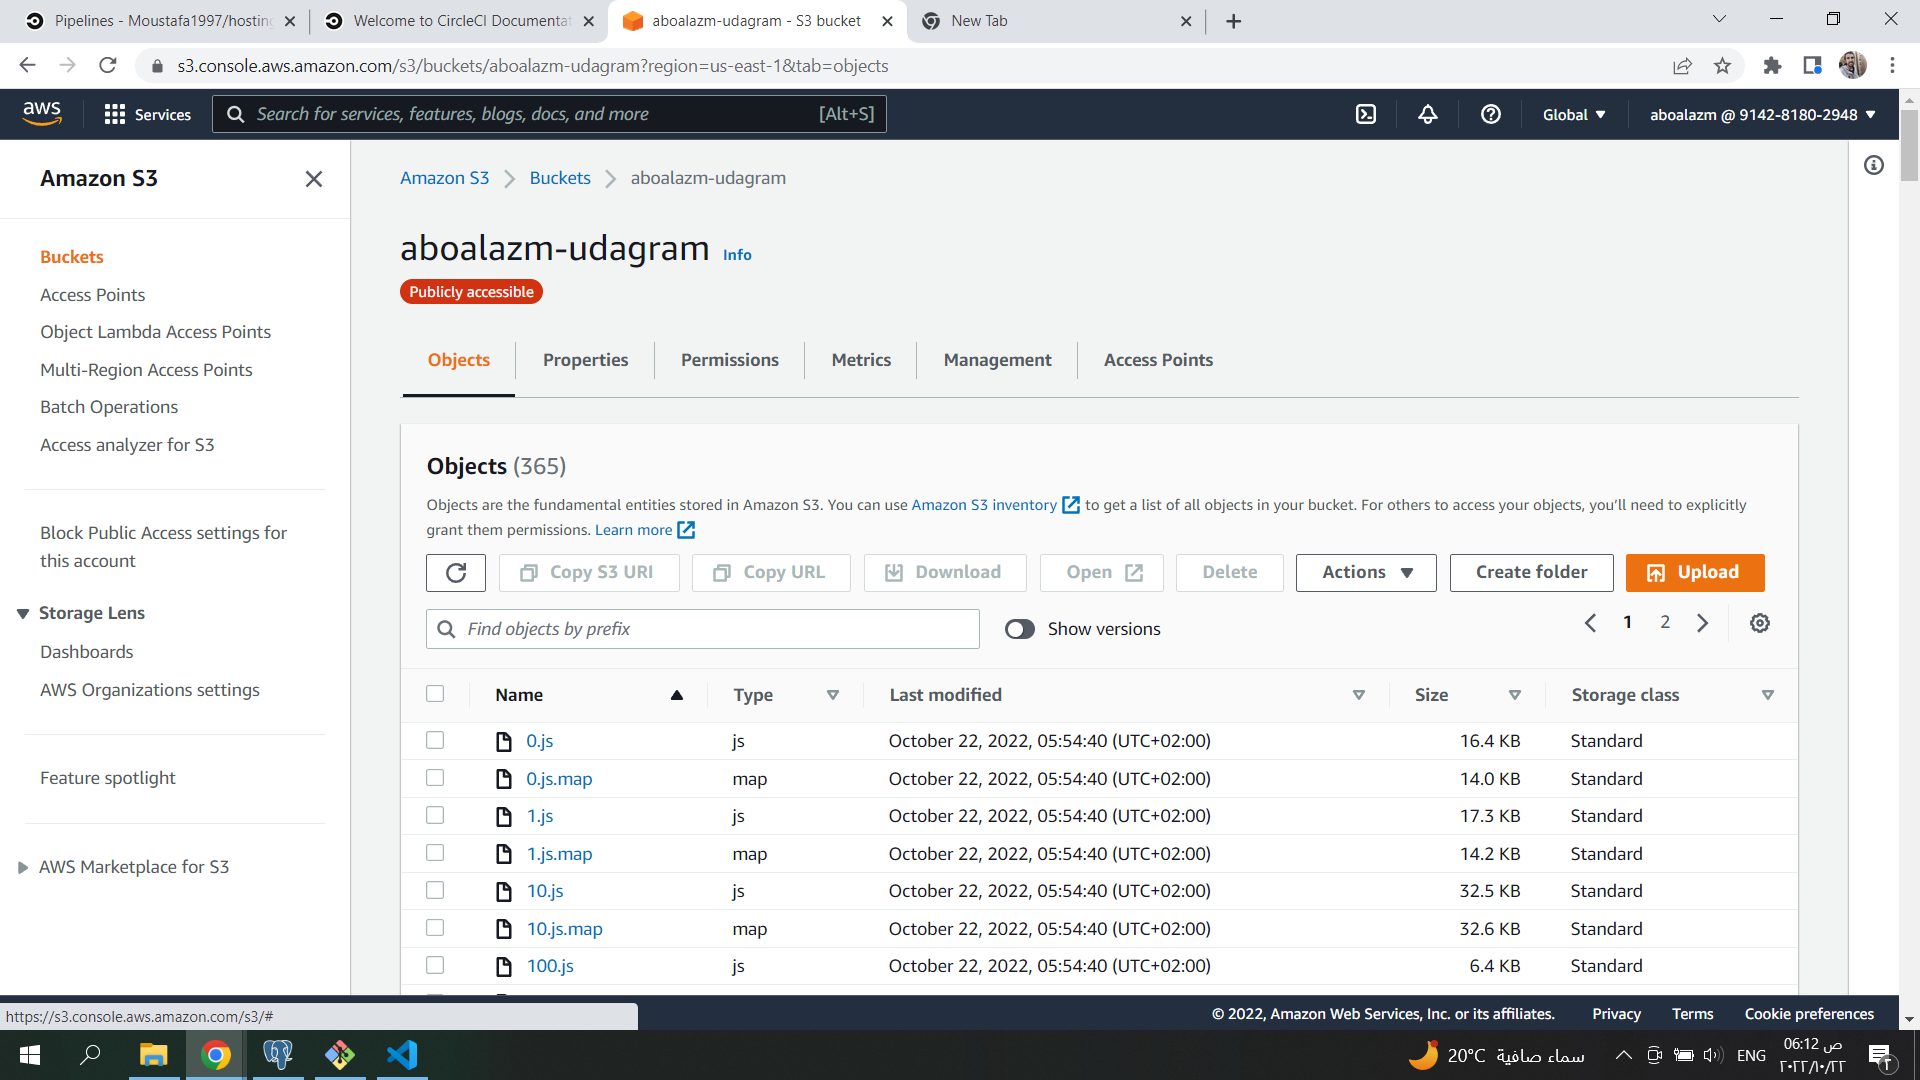 Pipelines - Moustafa1997/hosting
Welcome to CircleCI Documentat
aboalazm-udagram - S3 bucket
New Tab
s3.console.aws.amazon.com/s3/buckets/aboalazm-udagram?region=us-east-1&tab=objects
aws
Services
Search for services, features, blogs, docs, and more
[Alt+S]
Global
aboalazm @ 9142-8180-2948
Amazon S3
Buckets
Access Points
Object Lambda Access Points
Multi-Region Access Points
Batch Operations
Access analyzer for S3
Block Public Access settings for
this account
Storage Lens
Dashboards
AWS Organizations settings
Feature spotlight
AWS Marketplace for S3
Amazon S3 Buckets aboalazm-udagram
aboalazm-udagram Info
Publicly accessible
Objects Properties Permissions Metrics Management Access Points
Objects (365)
Objects are the fundamental entities stored in Amazon S3. You can use Amazon S3 inventory to get a list of all objects in your bucket. For others to access your objects, you’ll need to explicitly
grant them permissions. Learn more
Copy S3 URI Copy URL Download Open Delete Actions Create folder Upload
Find objects by prefix Show versions 1 2
Name Type Last modified Size Storage class
0.js js October 22, 2022, 05:54:40 (UTC+02:00) 16.4 KB Standard
0.js.map map October 22, 2022, 05:54:40 (UTC+02:00) 14.0 KB Standard
1.js js October 22, 2022, 05:54:40 (UTC+02:00) 17.3 KB Standard
1.js.map map October 22, 2022, 05:54:40 (UTC+02:00) 14.2 KB Standard
10.js js October 22, 2022, 05:54:40 (UTC+02:00) 32.5 KB Standard
10.js.map map October 22, 2022, 05:54:40 (UTC+02:00) 32.6 KB Standard
100.js js October 22, 2022, 05:54:40 (UTC+02:00) 6.4 KB Standard
https://s3.console.aws.amazon.com/s3/#
© 2022, Amazon Web Services, Inc. or its affiliates. Privacy Terms Cookie preferences
20°C سماء صافية
ENG
06:12 ص
٢٠٢٢/١٠/٢٢
٢